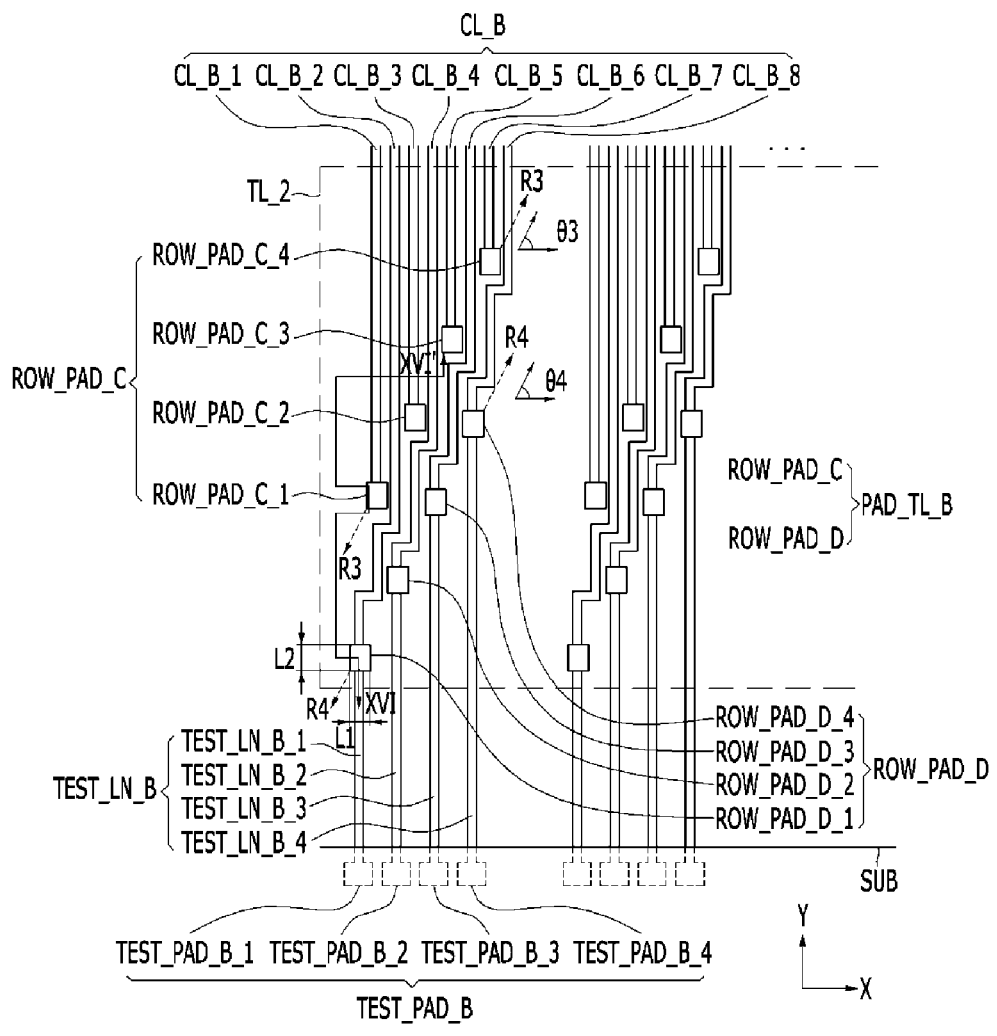 CL_B
CL_B_1 CL_B_2 CL_B_3 CL_B_4 CL_B_5 CL_B_6 CL_B_7 CL_B_8
...
TL_2
R3
θ3
ROW_PAD_C_4
ROW_PAD_C_3
R4
XVI'
ROW_PAD_C
θ4
ROW_PAD_C_2
ROW_PAD_C
ROW_PAD_C_1
PAD_TL_B
ROW_PAD_D
R3
L2
R4
XVI
L1
ROW_PAD_D_4
TEST_LN_B_1
ROW_PAD_D_3
TEST_LN_B_2
ROW_PAD_D
TEST_LN_B
ROW_PAD_D_2
TEST_LN_B_3
ROW_PAD_D_1
TEST_LN_B_4
SUB
Y
TEST_PAD_B_1 TEST_PAD_B_2 TEST_PAD_B_3 TEST_PAD_B_4
X
TEST_PAD_B